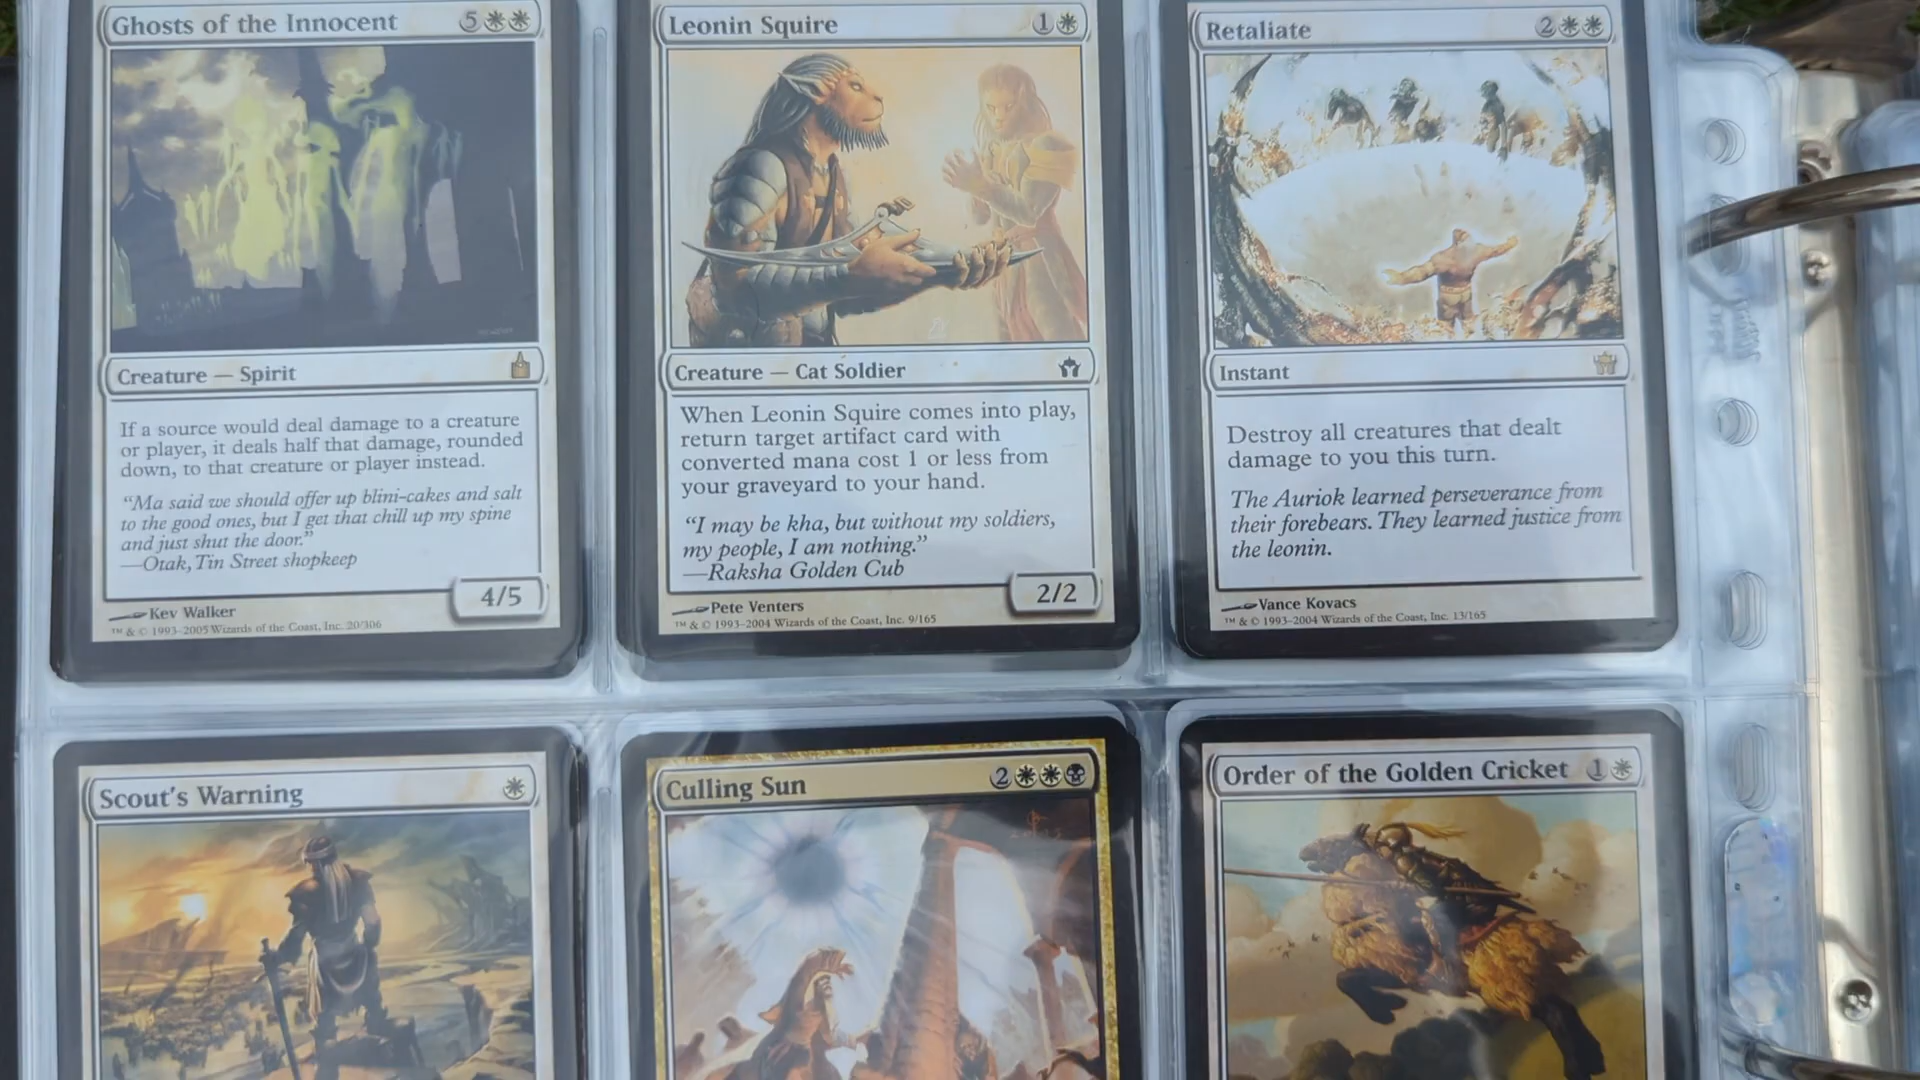 Ghosts of the Innocent 5
Creature — Spirit
If a source would deal damage to a creature
or player, it deals half that damage, rounded
down, to that creature or player instead.
“Ma said we should offer up blini-cakes and salt
to the good ones, but I get that chill up my spine
and just shut the door.”
—Otak, Tin Street shopkeep
4/5
Kev Walker
™ & © 1993–2005 Wizards of the Coast, Inc. 20/306
Leonin Squire 1
Creature — Cat Soldier
When Leonin Squire comes into play,
return target artifact card with
converted mana cost 1 or less from
your graveyard to your hand.
“I may be kha, but without my soldiers,
my people, I am nothing.”
—Raksha Golden Cub
2/2
Pete Venters
™ & © 1993–2004 Wizards of the Coast, Inc. 9/165
Retaliate 2
Instant
Destroy all creatures that dealt
damage to you this turn.
The Auriok learned perseverance from
their forebears. They learned justice from
the leonin.
Vance Kovacs
™ & © 1993–2004 Wizards of the Coast, Inc. 13/165
Scout's Warning
Culling Sun 2
Order of the Golden Cricket 1